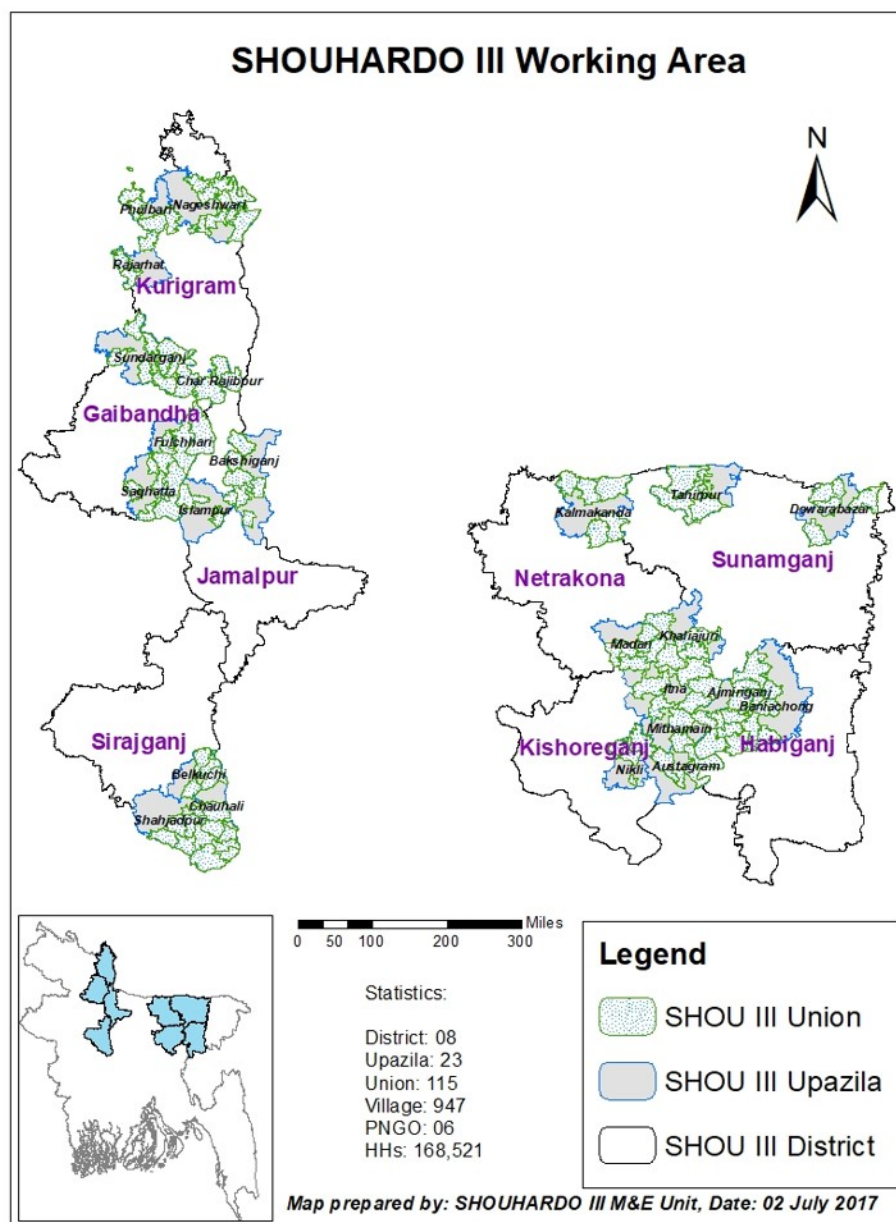 SHOUHARDO III Working Area
N
Phulbari
Nageshwari
Rajarhat
Kurigram
Sundarganj
Char Rajibpur
Gaibandha
Fulchhari
Bakshiganj
Saghatta
Islampur
Jamalpur
Sirajganj
Belkuchi
Chauhali
Shahjadpur
Kalmakanda
Tahirpur
Dowarabazar
Netrakona
Sunamganj
Madan
Khaliajuri
Itna
Ajmiriganj
Baniachong
Mithamain
Kishoreganj
Habiganj
Nikli
Austagram
Miles
0 50 100 200 300
Statistics:
District: 08
Upazila: 23
Union: 115
Village: 947
PNGO: 06
HHs: 168,521
Legend
SHOU III Union
SHOU III Upazila
SHOU III District
Map prepared by: SHOUHARDO III M&E Unit, Date: 02 July 2017